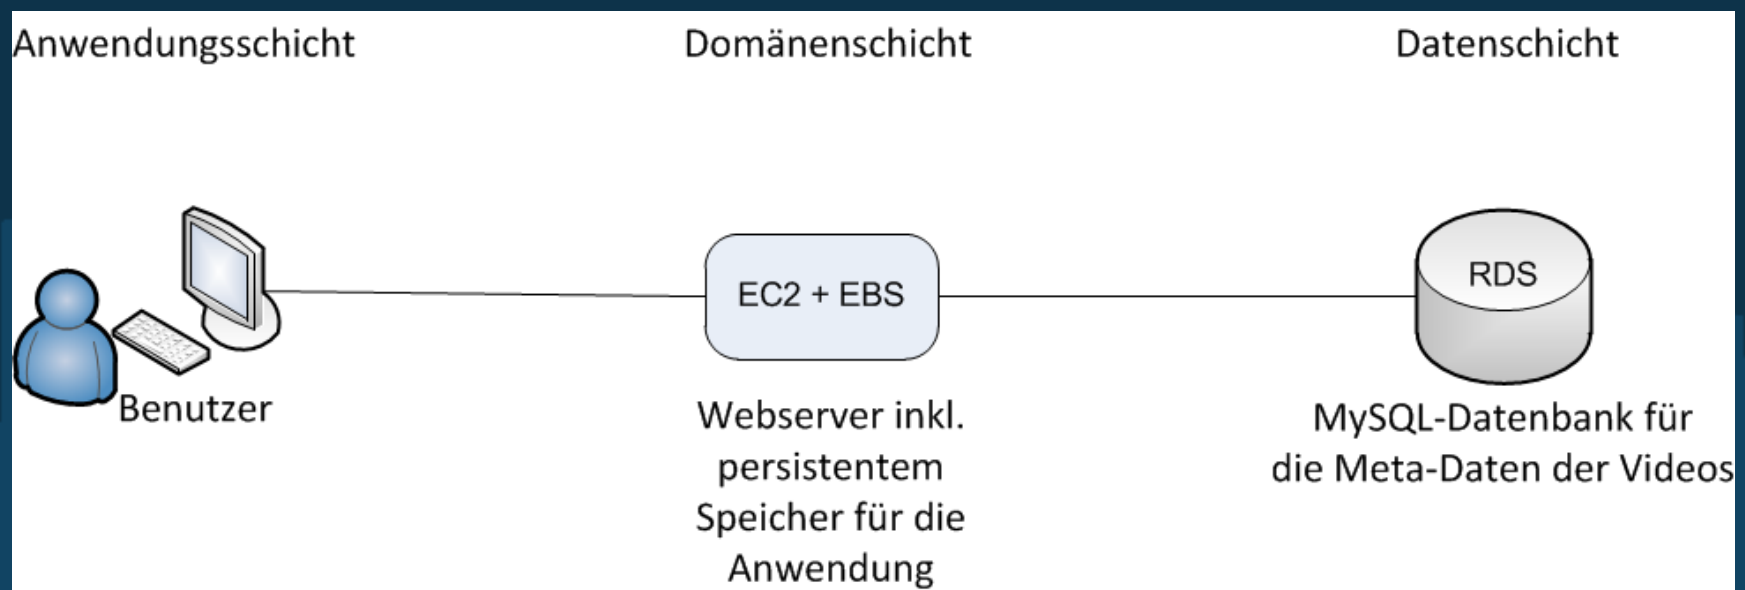 Anwendungsschicht
Domänenschicht
Datenschicht
EC2 + EBS
RDS
Benutzer
Webserver inkl.
persistentem
Speicher für die
Anwendung
MySQL-Datenbank für
die Meta-Daten der Videos